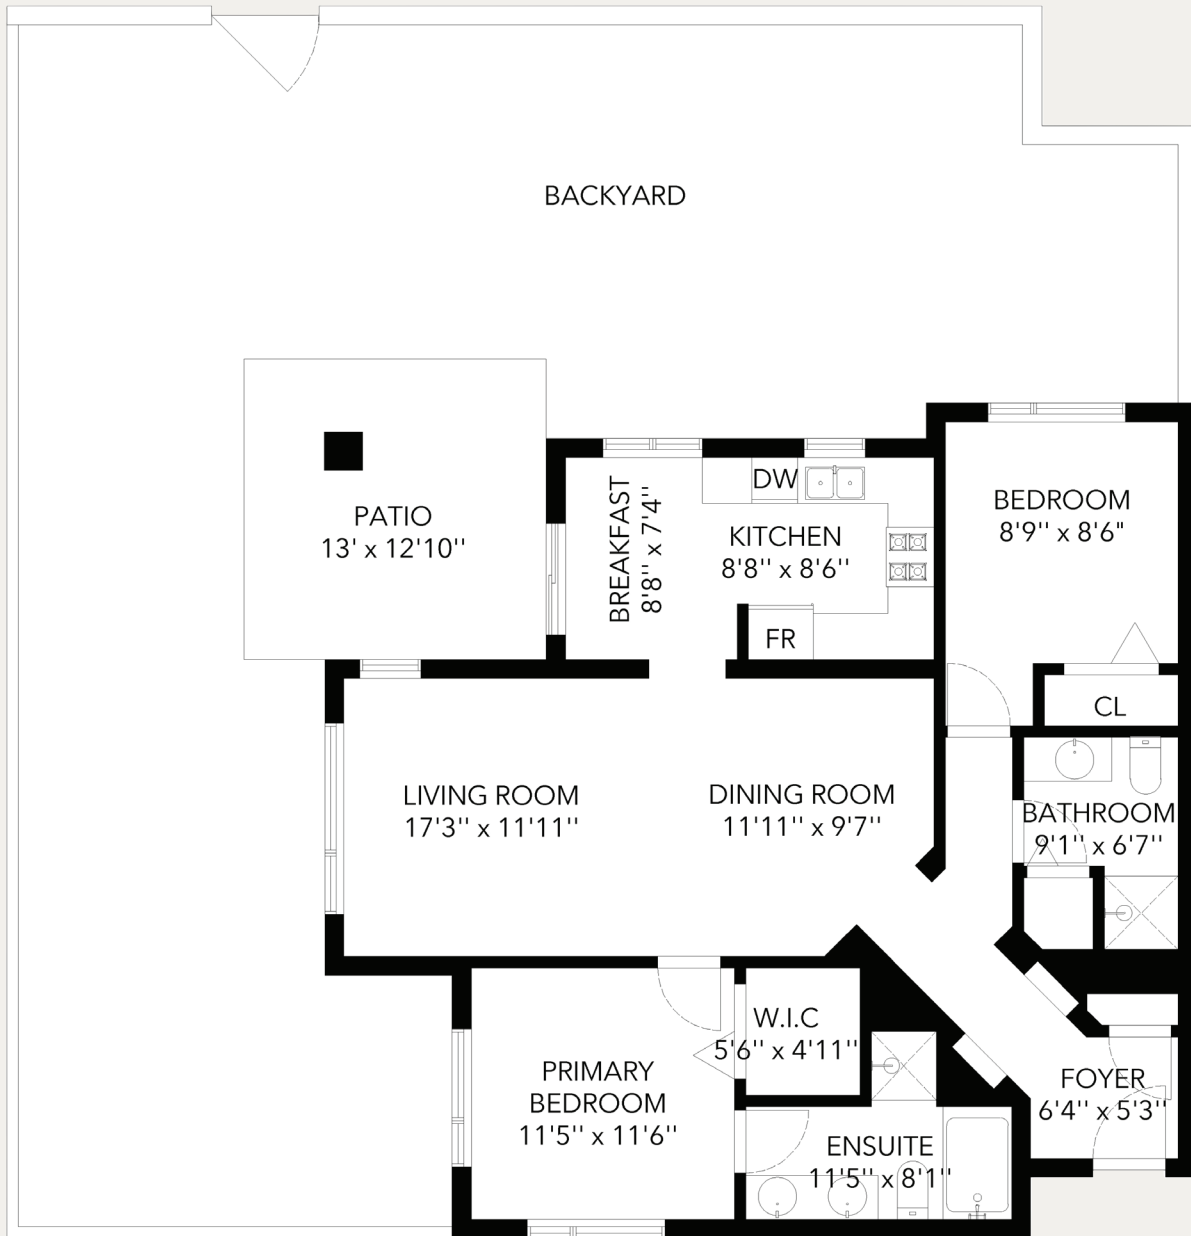 BACKYARD
PATIO
13' x 12'10''
BREAKFAST
8'8'' x 7'4''
DW
KITCHEN
8'8'' x 8'6''
FR
BEDROOM
8'9'' x 8'6"
CL
LIVING ROOM
17'3'' x 11'11''
DINING ROOM
11'11'' x 9'7''
BATHROOM
9'1'' x 6'7''
W.I.C
5'6'' x 4'11''
PRIMARY
BEDROOM
11'5'' x 11'6''
ENSUITE
11'5'' x 8'1''
FOYER
6'4'' x 5'3''